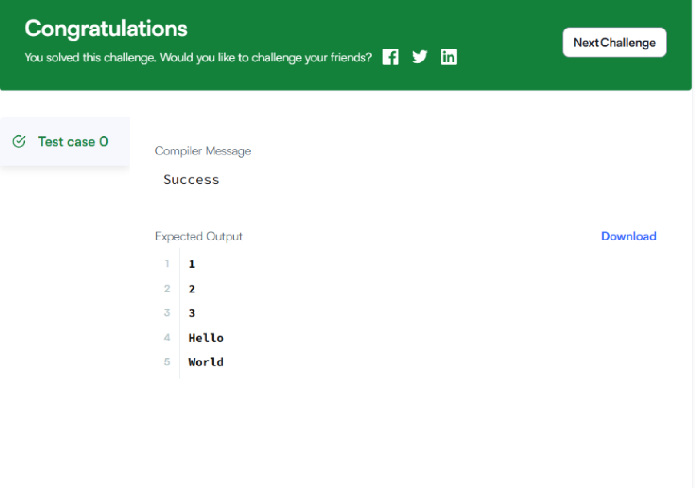 Congratulations
You solved this challenge. Would you like to challenge your friends?
Next Challenge
Test case 0
Compiler Message
Success
Expected Output
Download
1 1
2 2
3 3
4 Hello
5 World